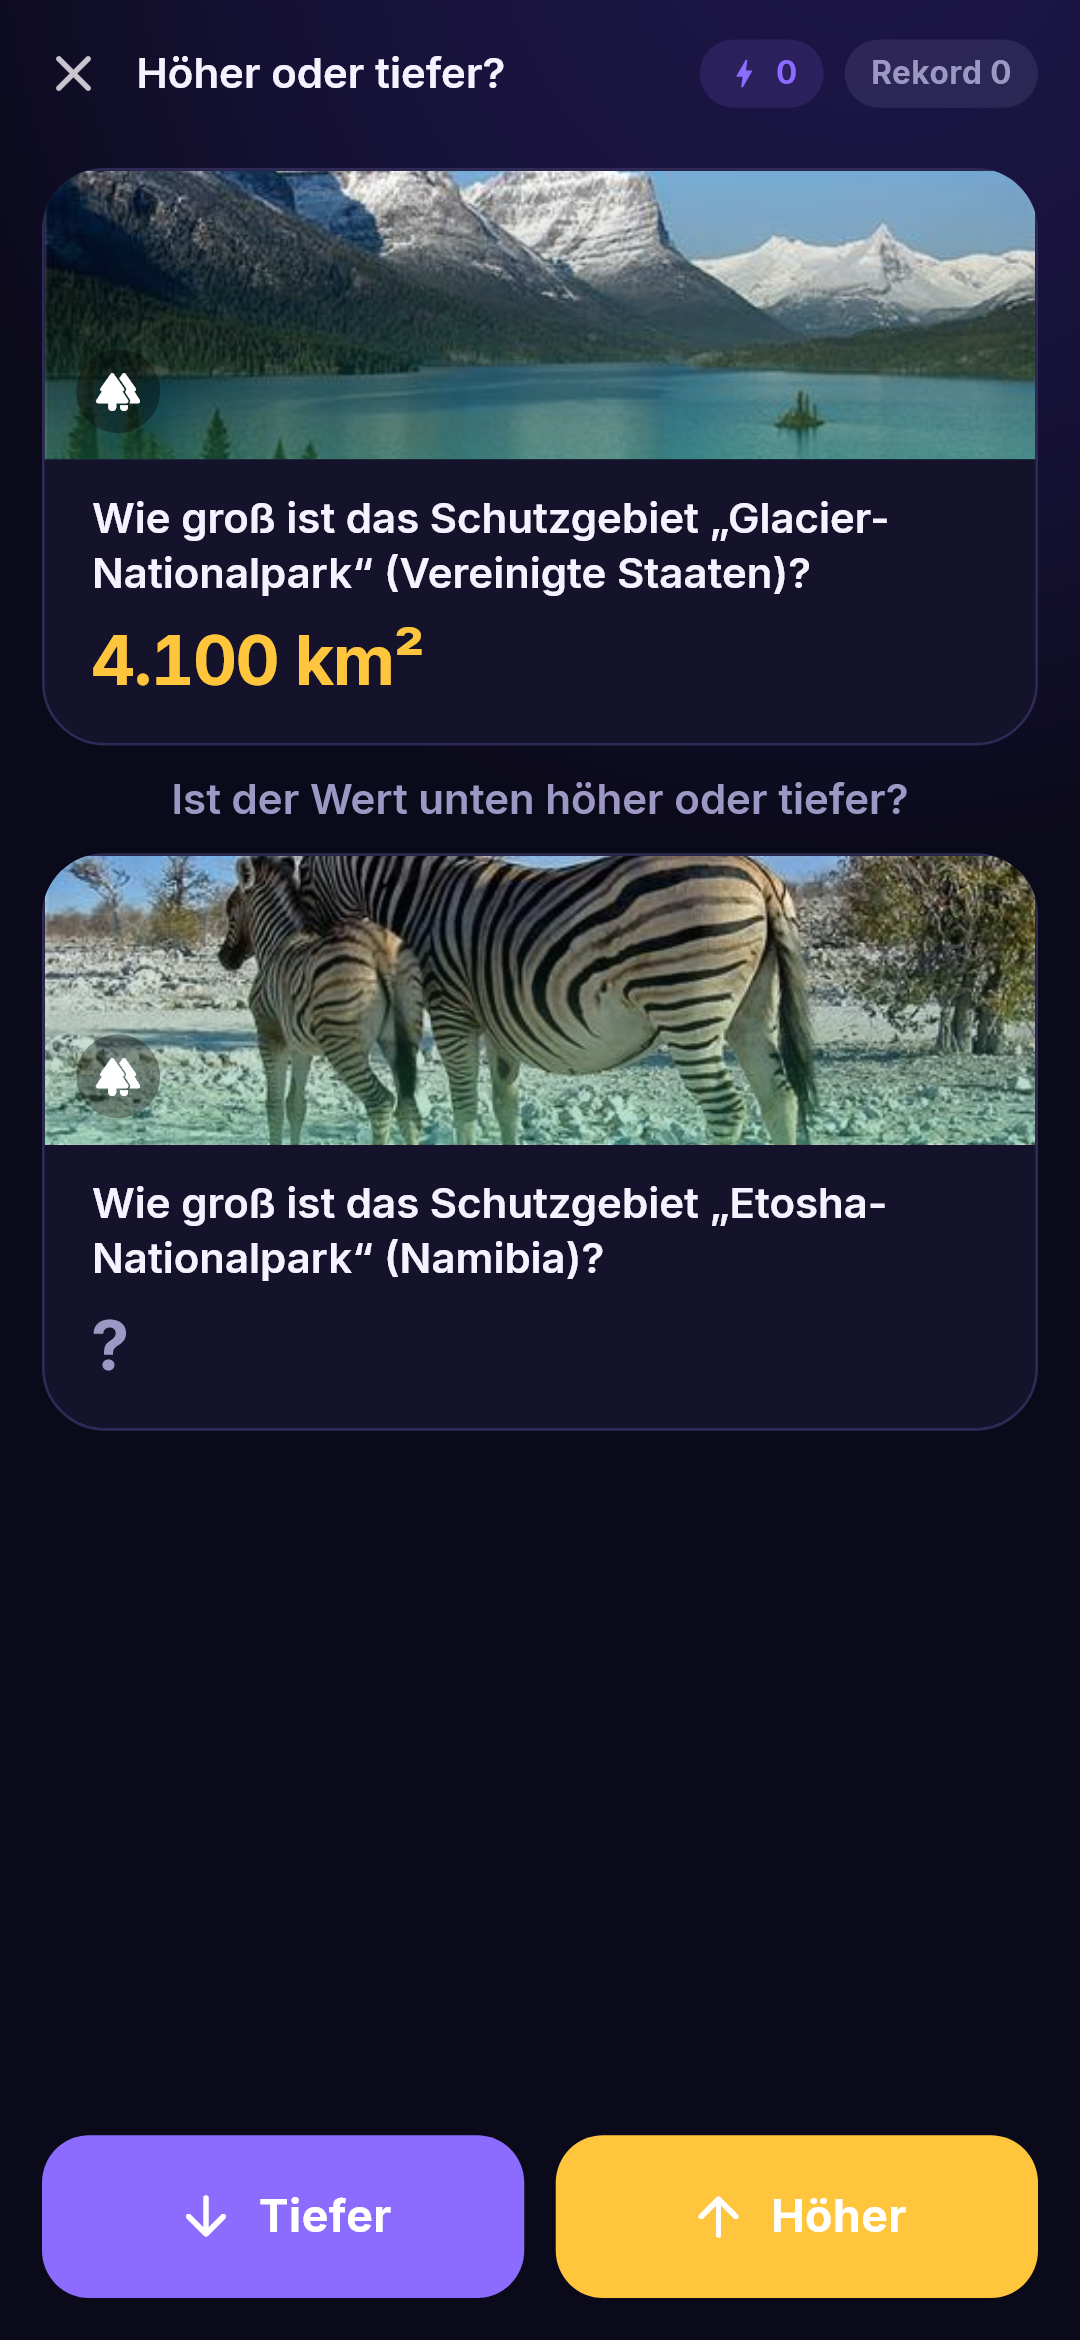 Höher oder tiefer?
0
Rekord 0
Wie groß ist das Schutzgebiet „Glacier-
Nationalpark“ (Vereinigte Staaten)?
4.100 km²
Ist der Wert unten höher oder tiefer?
Wie groß ist das Schutzgebiet „Etosha-
Nationalpark“ (Namibia)?
?
Tiefer
Höher